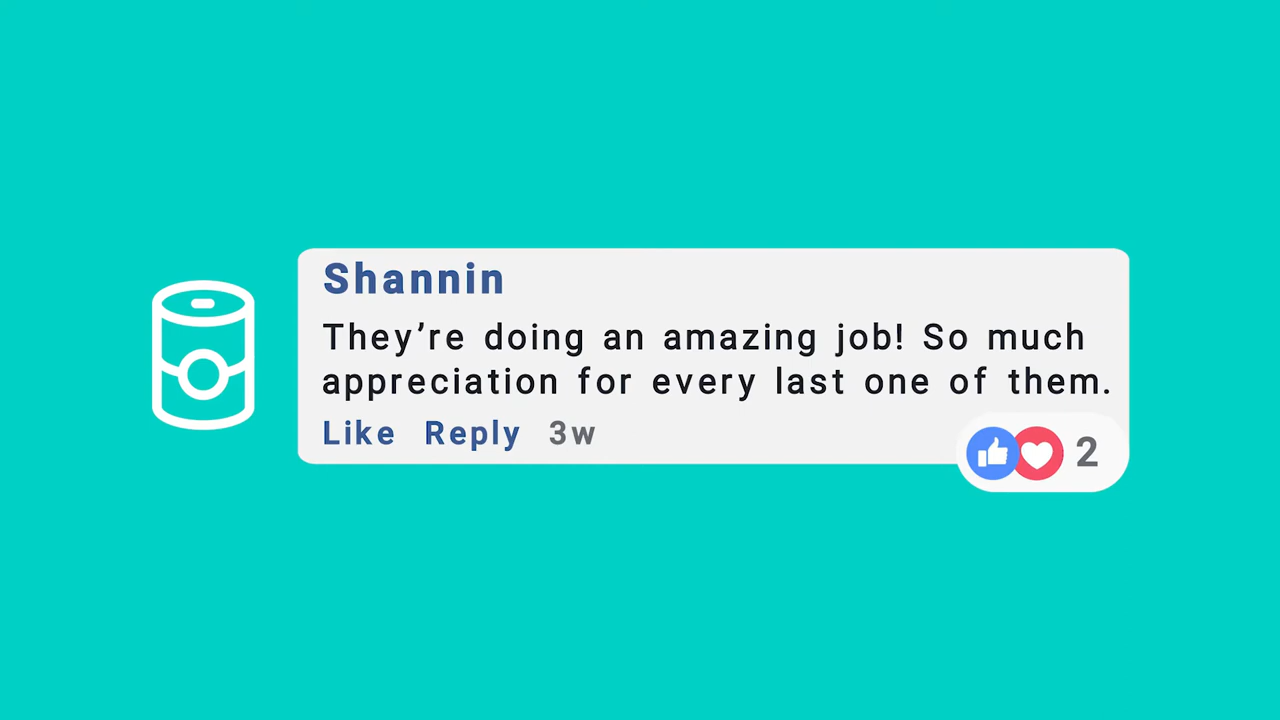 Shannin
They’re doing an amazing job! So much
appreciation for every last one of them.
Like Reply 3w
2